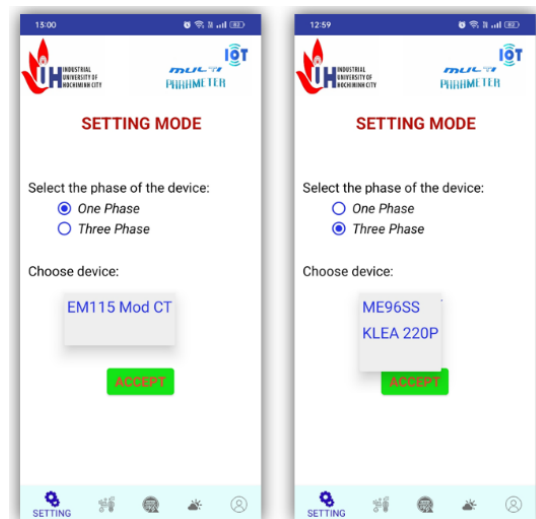 15:00
IUH INDUSTRIAL
UNIVERSITY OF
HOCHIMINH CITY
IOT
MULTI
PARAMETER
SETTING MODE
Select the phase of the device:
One Phase
Three Phase
Choose device:
EM115 Mod CT
ACCEPT
SETTING
12:59
IUH INDUSTRIAL
UNIVERSITY OF
HOCHIMINH CITY
IOT
MULTI
PARAMETER
SETTING MODE
Select the phase of the device:
One Phase
Three Phase
Choose device:
ME96SS
KLEA 220P
ACCEPT
SETTING